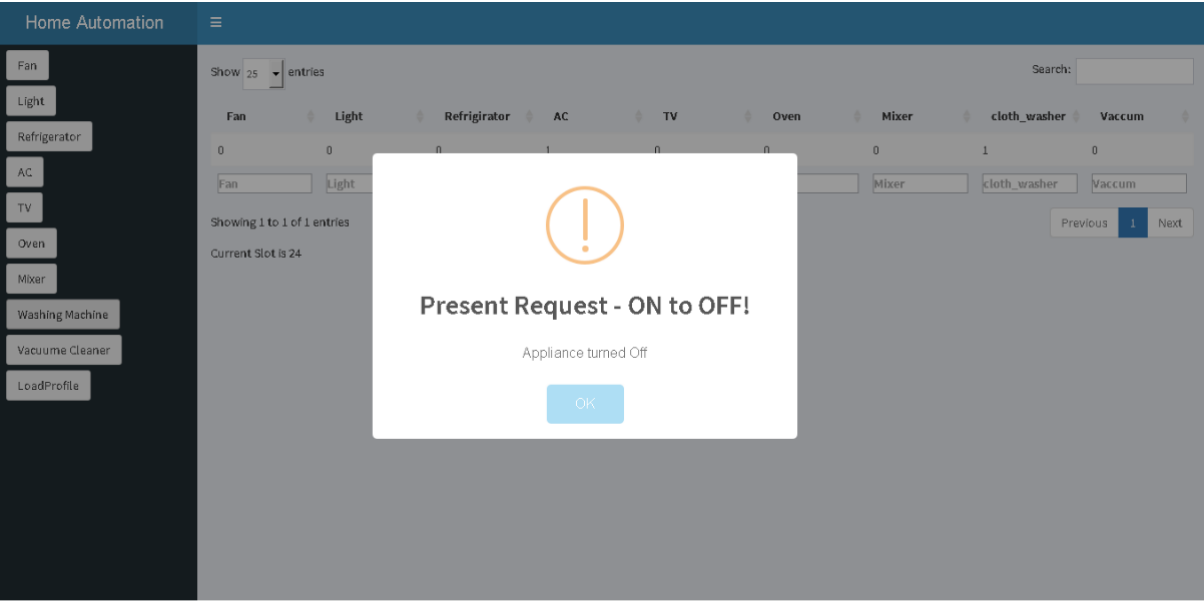 Home Automation
Fan
Light
Refrigerator
AC
TV
Oven
Mixer
Washing Machine
Vacuume Cleaner
LoadProfile
Show 25 entries
Search:
Fan Light Refrigirator AC TV Oven Mixer cloth_washer Vaccum
0 0 0 1 0 0 0 1 0
Fan Light Mixer cloth_washer Vaccum
Showing 1 to 1 of 1 entries
Previous 1 Next
Current Slot is 24
Present Request - ON to OFF!
Appliance turned Off
OK